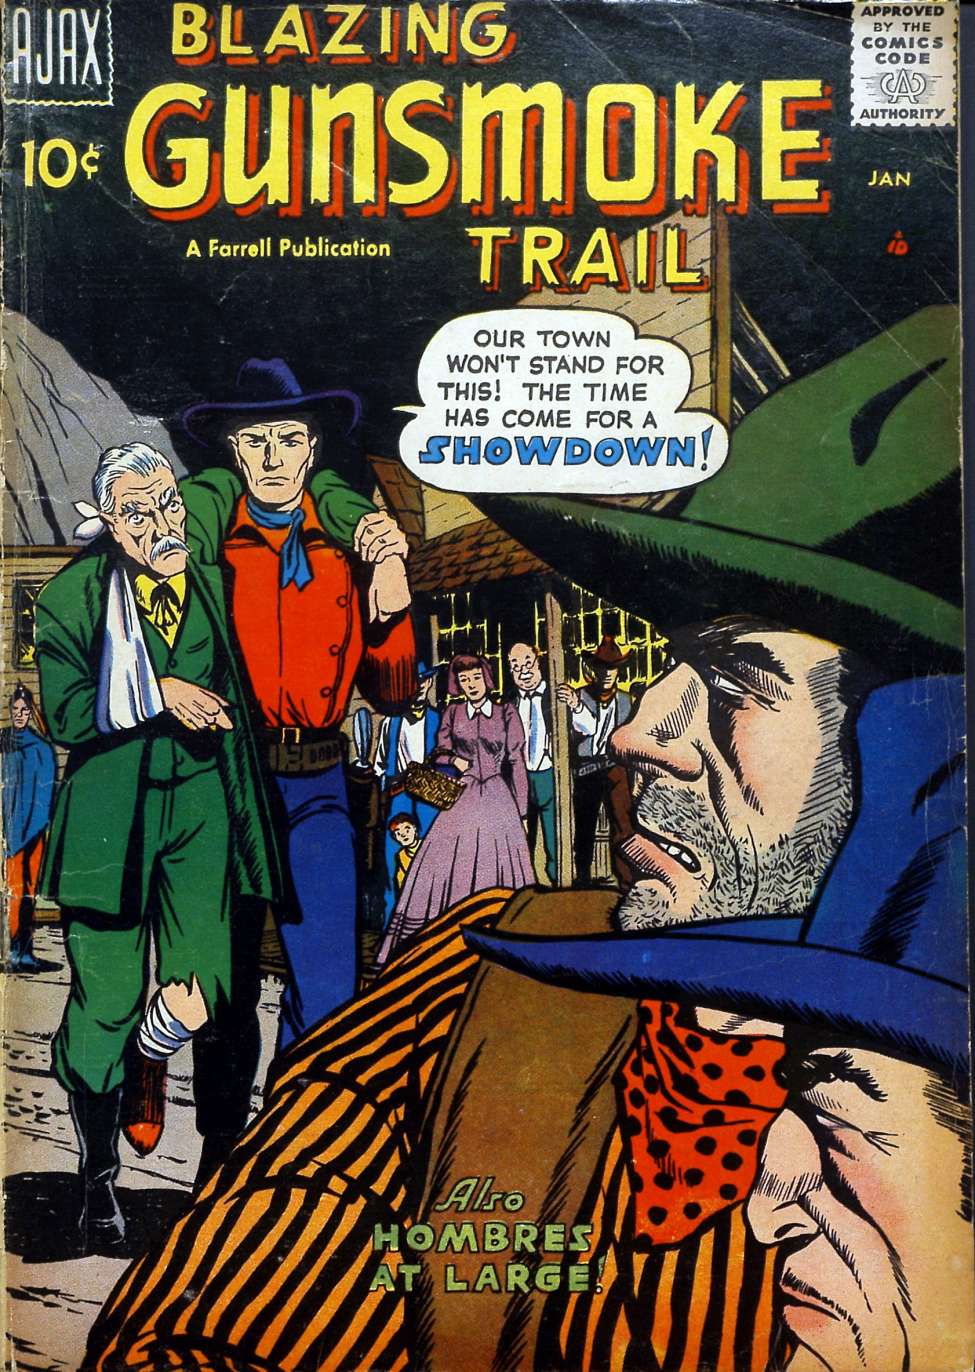 AJAX
BLAZING
GUNSMOKE
TRAIL
10¢
A Farrell Publication
APPROVED
BY THE
COMICS
CODE
CA
AUTHORITY
JAN
OUR TOWN
WON'T STAND FOR
THIS! THE TIME
HAS COME FOR A
SHOWDOWN!
Also
HOMBRES
AT LARGE!